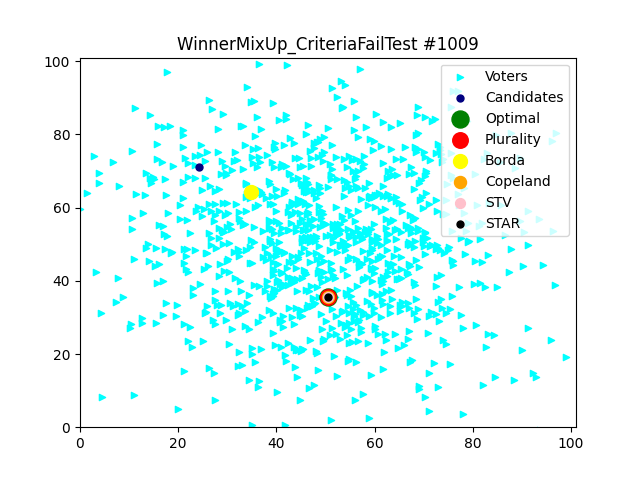 WinnerMixUp_CriteriaFailTest #1009
100
80
60
40
20
0
0 20 40 60 80 100
Voters
Candidates
Optimal
Plurality
Borda
Copeland
STV
STAR